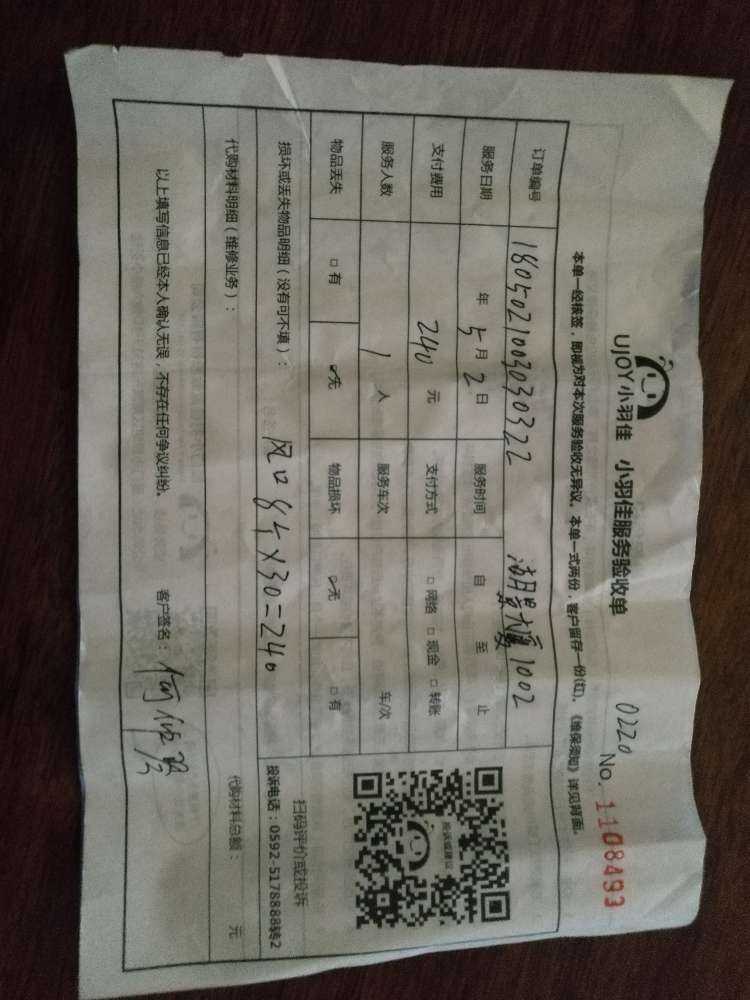 UJOY小羽佳 小羽佳服务验收单
0220
No. 1108493
本单一经核签，即视为对本次服务验收无异议。本单一式两份，客户留存一份(红)。《维保须知》详见背面。
订单编号 1805021003030322 湖景大厦1002
服务日期 年 5月 2日 服务时间 自 至 止
支付费用 240 元 支付方式 □网络 □现金 □转账
服务人数 1 人 服务车次 车/次
物品丢失 □有 ☑无 物品损坏 ☑无 □有
损坏或丢失物品明细（没有可不填）： 风口8个×30=240
代购材料明细（维修业务）： 代购材料总额： 元
以上填写信息已经本人确认无误，不存在任何争议纠纷。 客户签名：
扫码评价或投诉
投诉电话：0592-5178888转2